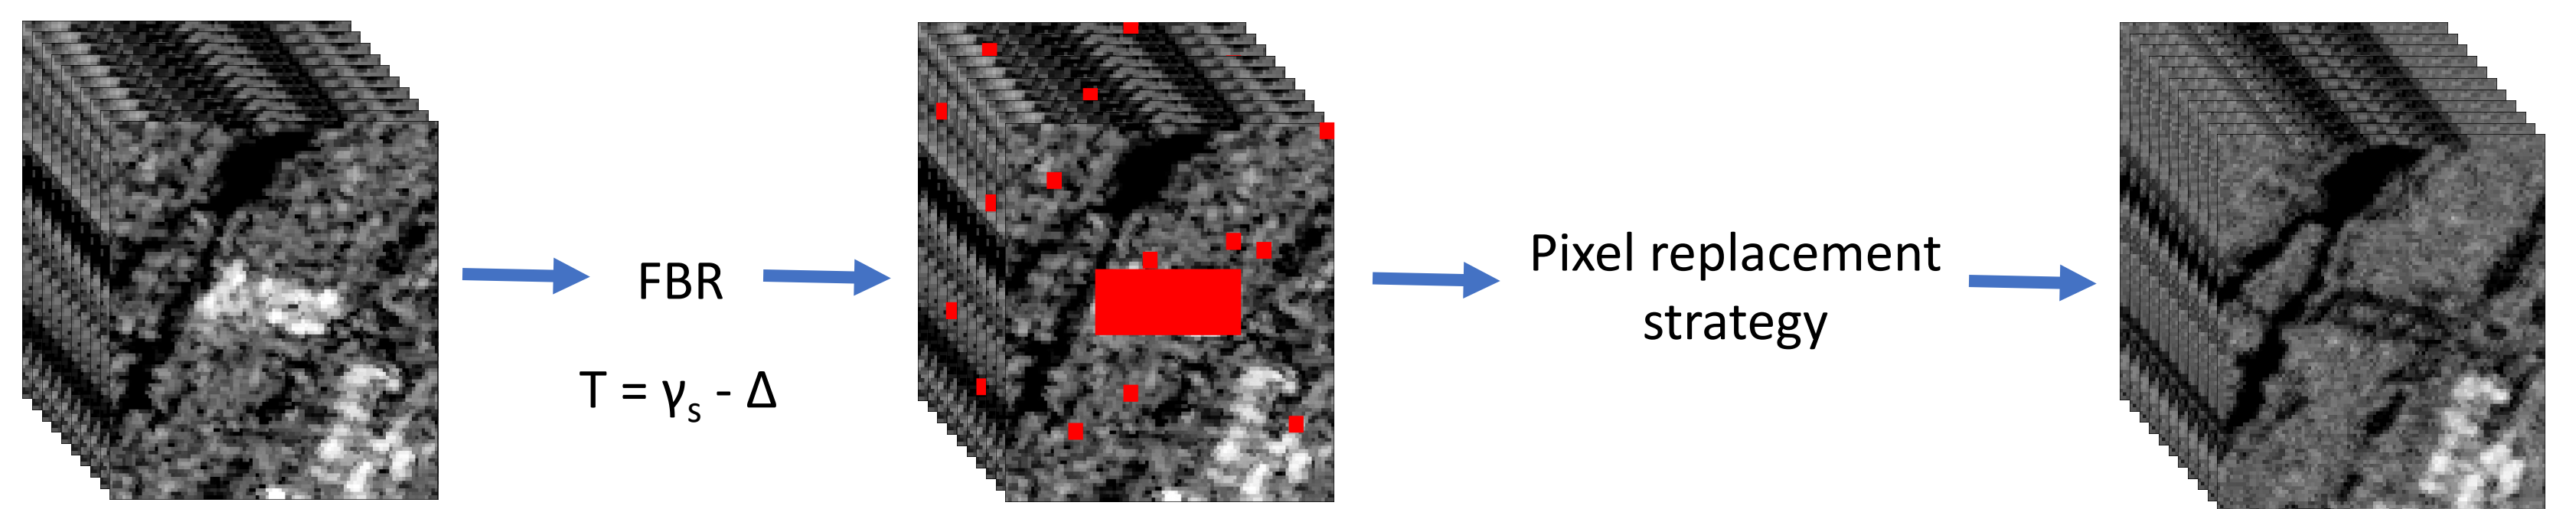 FBR
T = γₛ - Δ
Pixel replacement
strategy